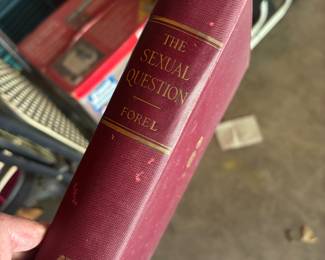 THE
SEXUAL
QUESTION
FOREL